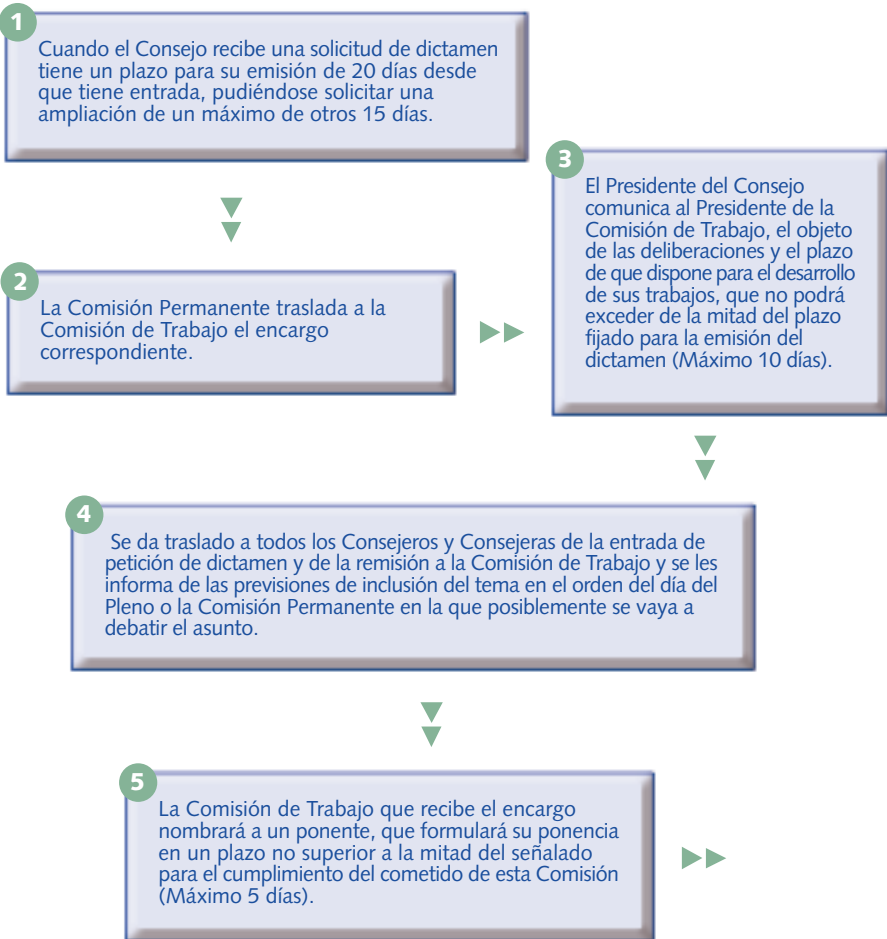 1
Cuando el Consejo recibe una solicitud de dictamen
tiene un plazo para su emisión de 20 días desde
que tiene entrada, pudiéndose solicitar una
ampliación de un máximo de otros 15 días.
2
La Comisión Permanente traslada a la
Comisión de Trabajo el encargo
correspondiente.
3
El Presidente del Consejo
comunica al Presidente de la
Comisión de Trabajo, el objeto
de las deliberaciones y el plazo
de que dispone para el desarrollo
de sus trabajos, que no podrá
exceder de la mitad del plazo
fijado para la emisión del
dictamen (Máximo 10 días).
4
Se da traslado a todos los Consejeros y Consejeras de la entrada de
petición de dictamen y de la remisión a la Comisión de Trabajo y se les
informa de las previsiones de inclusión del tema en el orden del día del
Pleno o la Comisión Permanente en la que posiblemente se vaya a
debatir el asunto.
5
La Comisión de Trabajo que recibe el encargo
nombrará a un ponente, que formulará su ponencia
en un plazo no superior a la mitad del señalado
para el cumplimiento del cometido de esta Comisión
(Máximo 5 días).